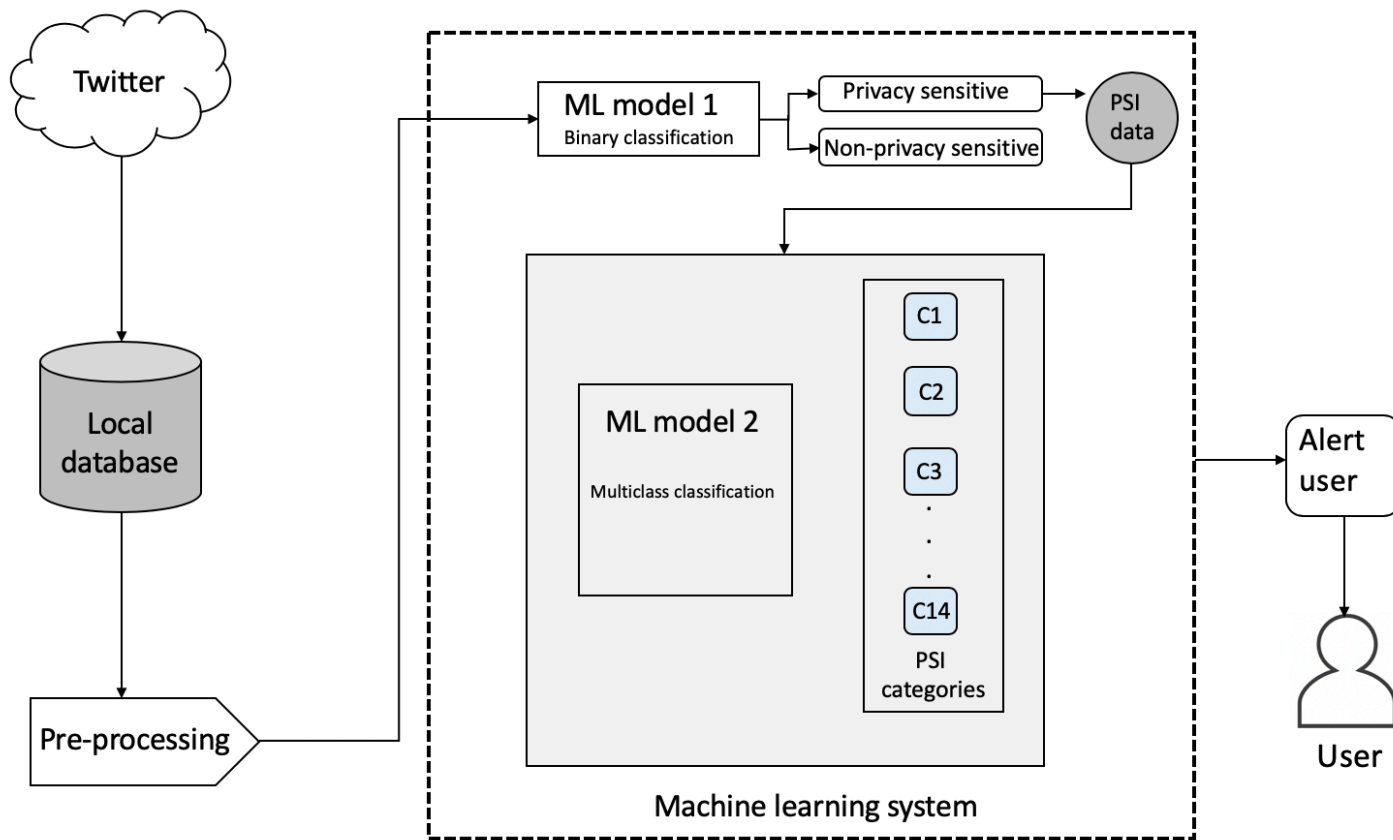 Twitter
Local
database
Pre-processing
ML model 1
Binary classification
Privacy sensitive
Non-privacy sensitive
PSI
data
ML model 2
Multiclass classification
C1
C2
C3
.
.
.
C14
PSI
categories
Machine learning system
Alert
user
User